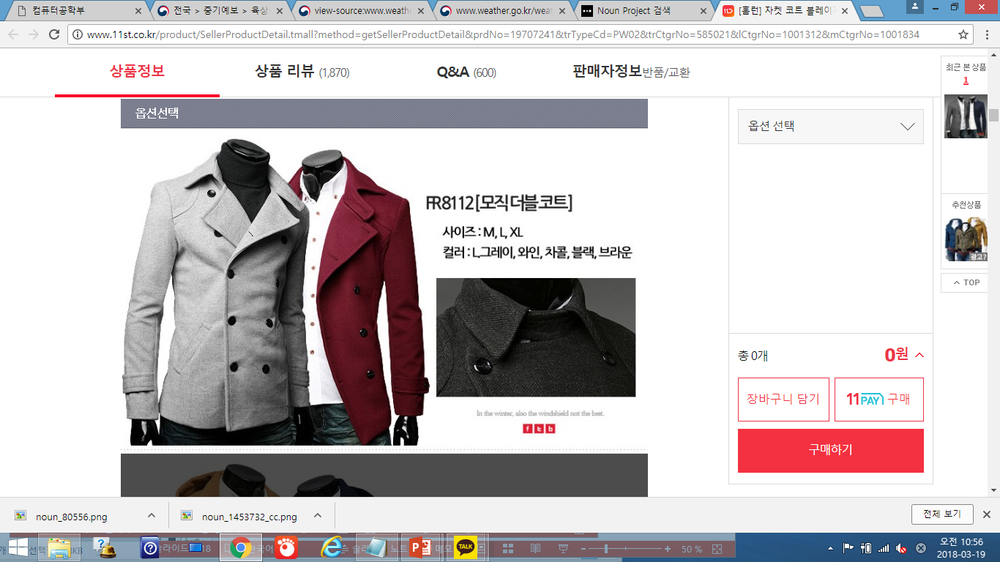 컴퓨터공학부
전국 > 중기예보 > 육상
view-source:www.weathe
www.weather.go.kr/weat
Noun Project 검색
[훌런] 자켓 코트 블레이
www.11st.co.kr/product/SellerProductDetail.tmall?method=getSellerProductDetail&prdNo=19707241&trTypeCd=PW02&trCtgrNo=585021&lCtgrNo=1001312&mCtgrNo=1001834
상품정보
상품 리뷰 (1,870)
Q&A (600)
판매자정보반품/교환
최근 본 상품
1
옵션선택
옵션 선택
FR8112[모직더블코트]
사이즈 : M, L, XL
컬러 : L.그레이, 와인, 차콜, 블랙, 브라운
추천상품
광고?
TOP
In the winter, also the windshield not the best.
f t b
총 0개
0원
장바구니 담기
11PAY 구매
구매하기
noun_80556.png
noun_1453732_cc.png
전체 보기
TALK
50 %
오전 10:56
2018-03-19